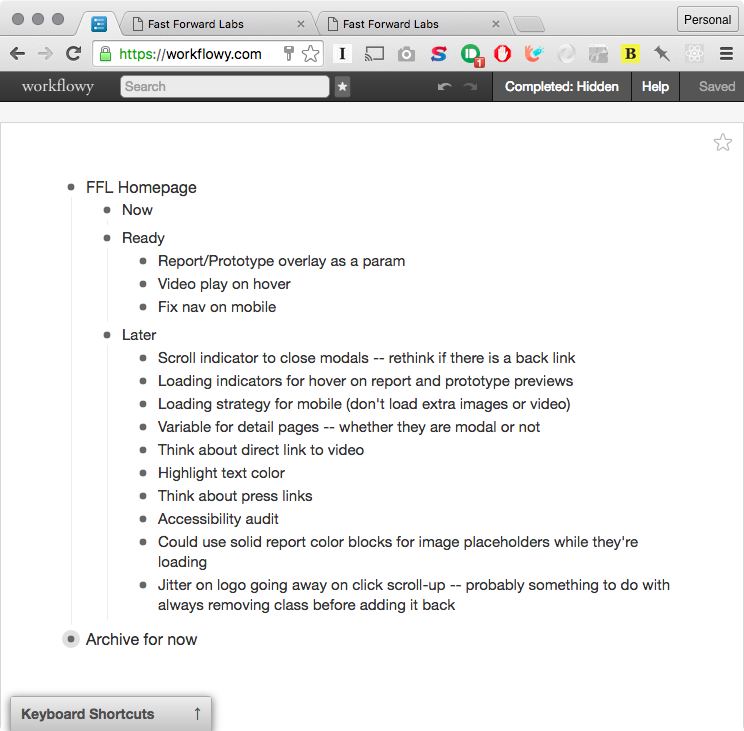 Fast Forward Labs
Fast Forward Labs
Personal
https://workflowy.com
I
S
1
B
workflowy
Search
Completed: Hidden
Help
Saved
FFL Homepage
Now
Ready
Report/Prototype overlay as a param
Video play on hover
Fix nav on mobile
Later
Scroll indicator to close modals -- rethink if there is a back link
Loading indicators for hover on report and prototype previews
Loading strategy for mobile (don't load extra images or video)
Variable for detail pages -- whether they are modal or not
Think about direct link to video
Highlight text color
Think about press links
Accessibility audit
Could use solid report color blocks for image placeholders while they're
loading
Jitter on logo going away on click scroll-up -- probably something to do with
always removing class before adding it back
Archive for now
Keyboard Shortcuts ↑